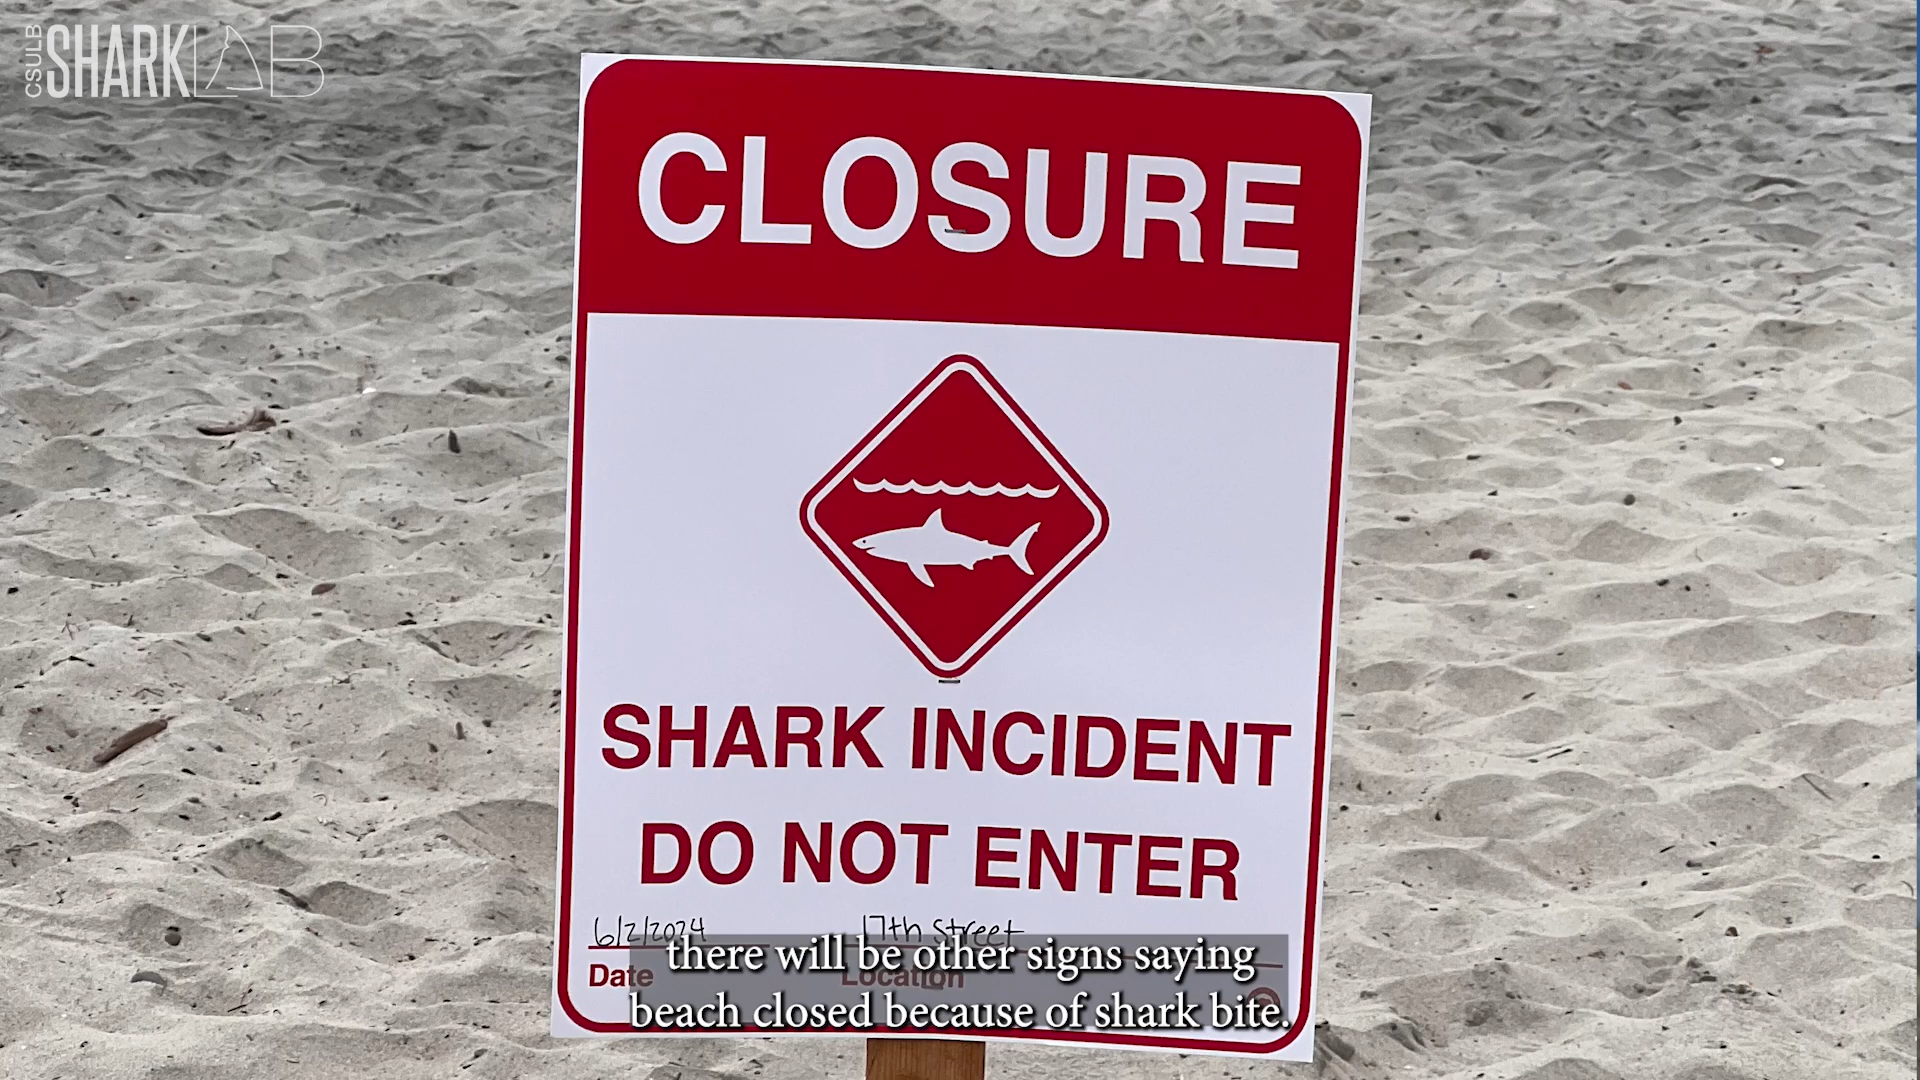 CSULB SHARK LAB
CLOSURE
SHARK INCIDENT
DO NOT ENTER
6/2/2024 17th Street
Date Location
there will be other signs saying
beach closed because of shark bite.